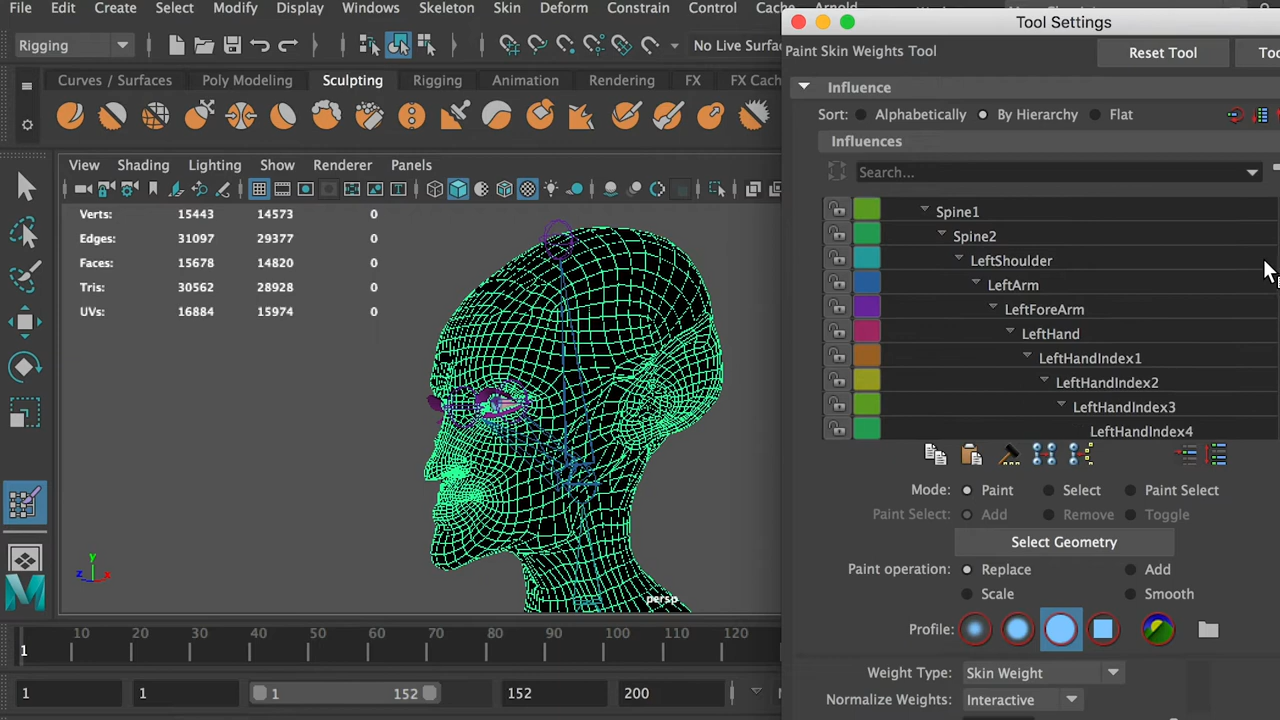 File Edit Create Select Modify Display Windows Skeleton Skin Deform Constrain Control Cache
Tool Settings
Rigging
No Live Surfac
Paint Skin Weights Tool
Reset Tool
Curves / Surfaces Poly Modeling Sculpting Rigging Animation Rendering FX FX Cach
Influence
Sort: Alphabetically By Hierarchy Flat
Influences
View Shading Lighting Show Renderer Panels
Search...
Verts: 15443 14573 0
Edges: 31097 29377 0
Faces: 15678 14820 0
Tris: 30562 28928 0
UVs: 16884 15974 0
Spine1
Spine2
LeftShoulder
LeftArm
LeftForeArm
LeftHand
LeftHandIndex1
LeftHandIndex2
LeftHandIndex3
LeftHandIndex4
Mode: Paint Select Paint Select
Paint Select: Add Remove Toggle
Select Geometry
Paint operation: Replace Add
Scale Smooth
Profile:
Weight Type: Skin Weight
Normalize Weights: Interactive
y
z x
persp
10 20 30 40 50 60 70 80 90 100 110 120
1
1 1 1 152 152 200